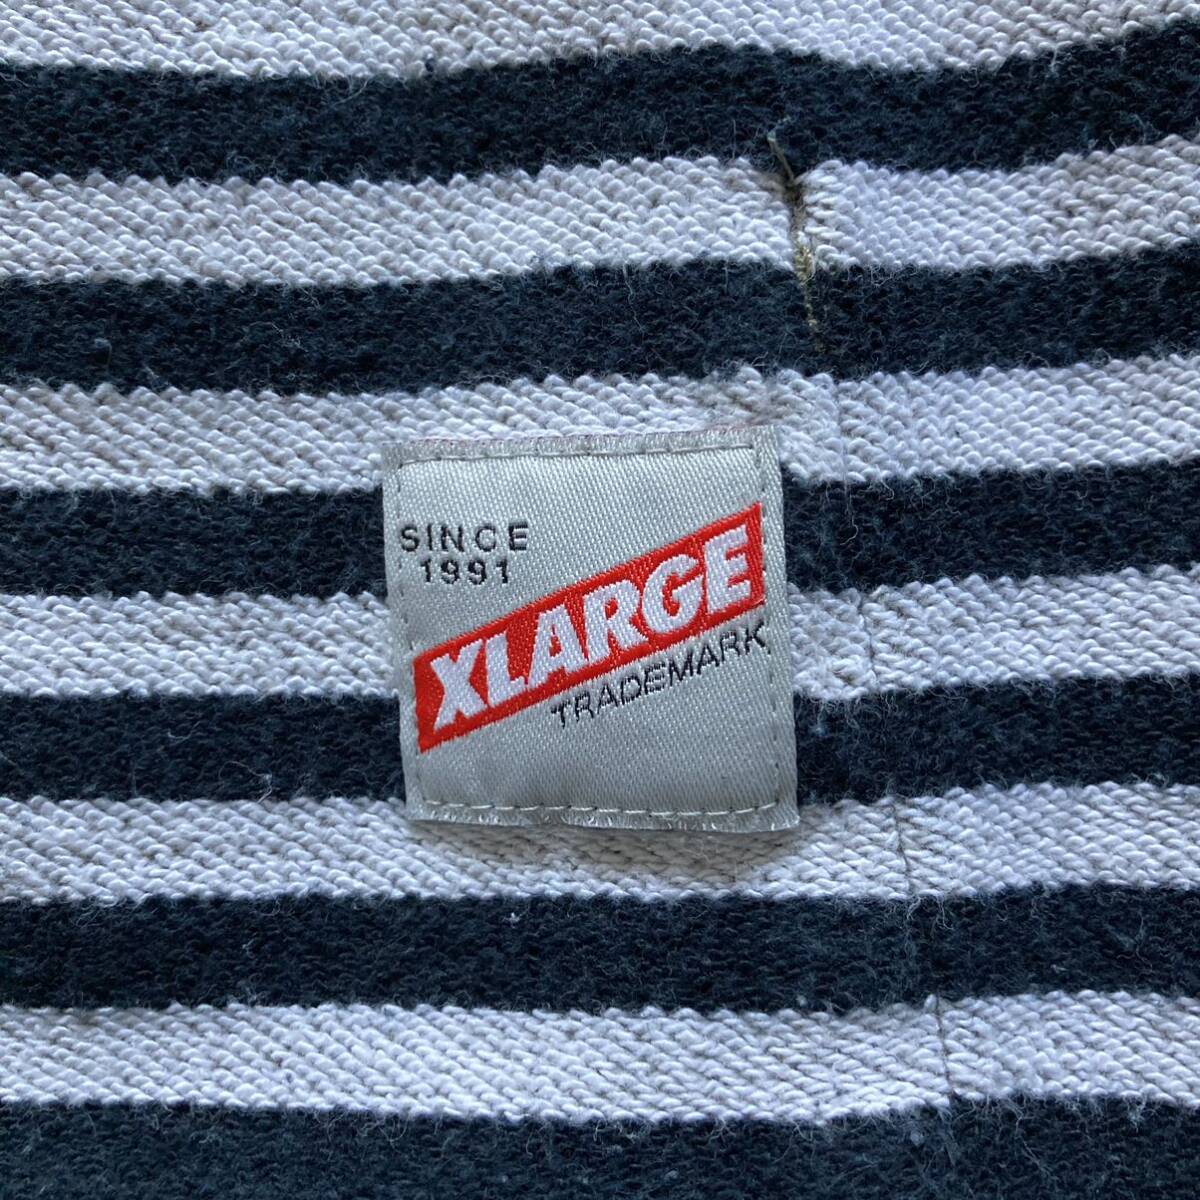 SINCE
1991
XLARGE
TRADEMARK